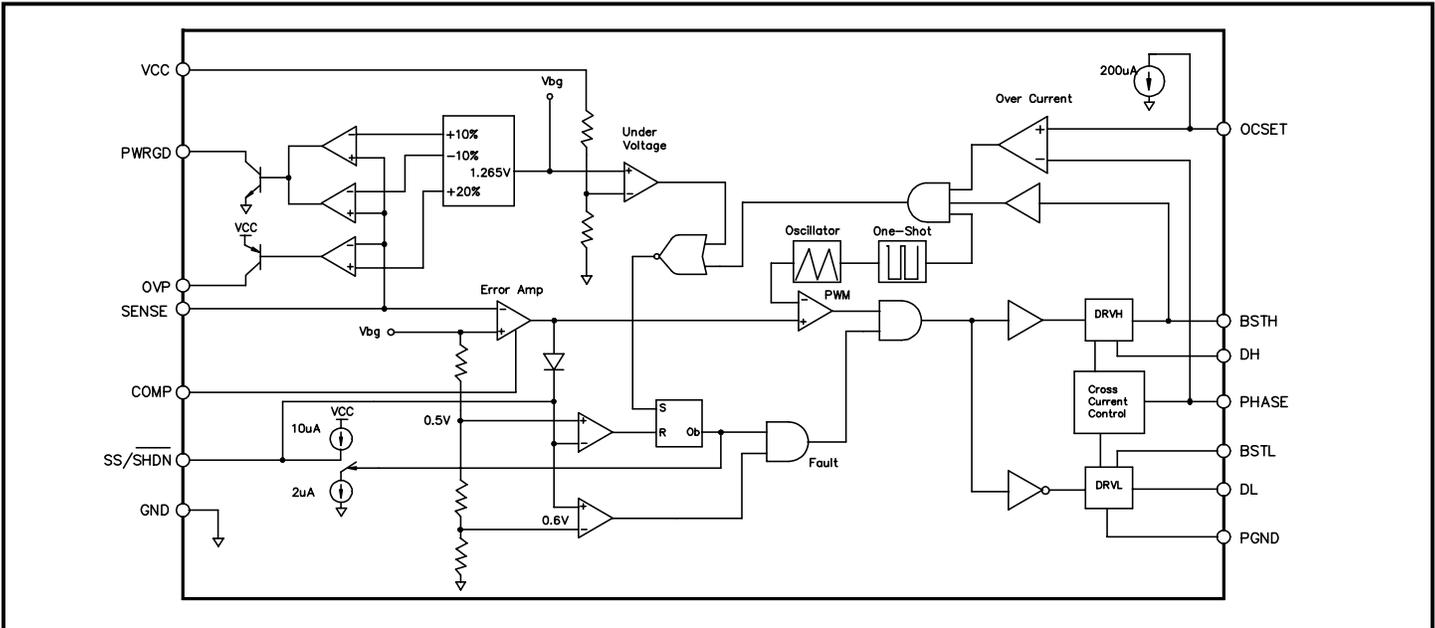 VCC
Vbg
200uA
Over Current
OCSET
+10%
-10%
1.265V
+20%
Under
Voltage
PWRGD
VCC
Oscillator
One-Shot
OVP
SENSE
Error Amp
PWM
Vbg
DRVH
BSTH
DH
COMP
Cross
Current
Control
PHASE
VCC
10uA
0.5V
S
R
Qb
Fault
SS/SHDN
2uA
BSTL
DRVL
DL
GND
0.6V
PGND